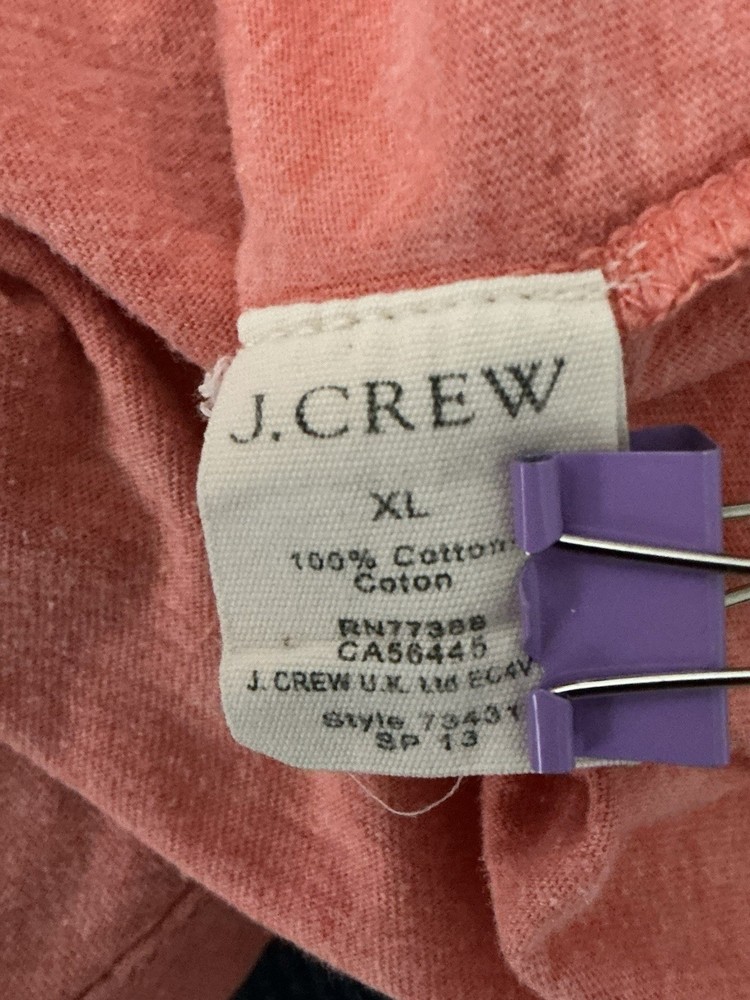 J.CREW
XL
100% Cotton
Coton
RN77388
CA56445
J. CREW U.K. Ltd EC4V
Style 73431
SP 13